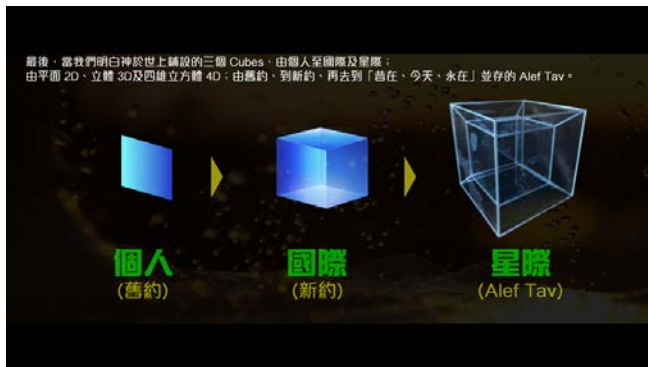 最後，當我們明白神於世上鋪設的三個 Cubes，由個人至國際及星際；
由平面 2D、立體 3D及四維立方體 4D；由舊約、到新約、再去到「昔在、今天、永在」並存的 Alef Tav。
個人
(舊約)
國際
(新約)
星際
(Alef Tav)